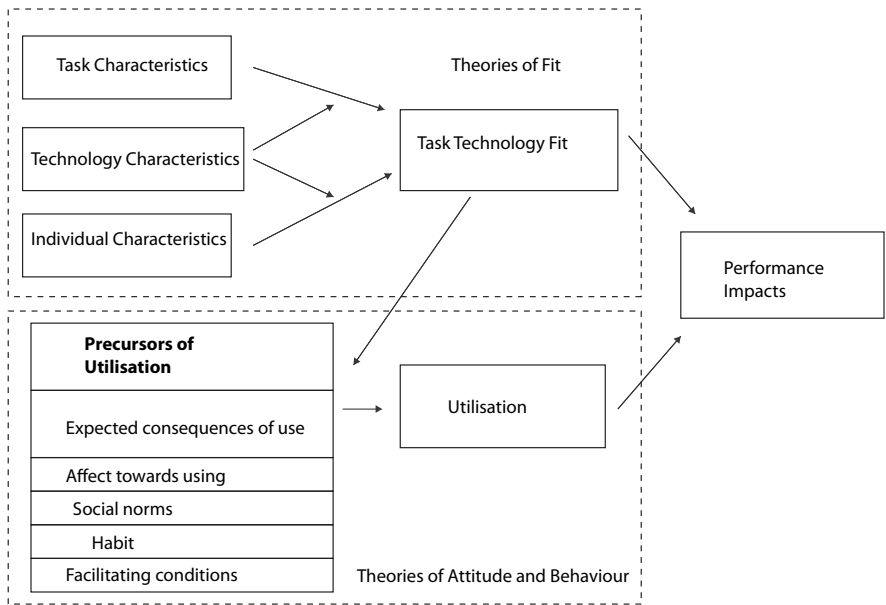 Task Characteristics
Theories of Fit
Technology Characteristics
Task Technology Fit
Individual Characteristics
Performance
Impacts
Precursors of
Utilisation
Utilisation
Expected consequences of use
Affect towards using
Social norms
Habit
Facilitating conditions
Theories of Attitude and Behaviour